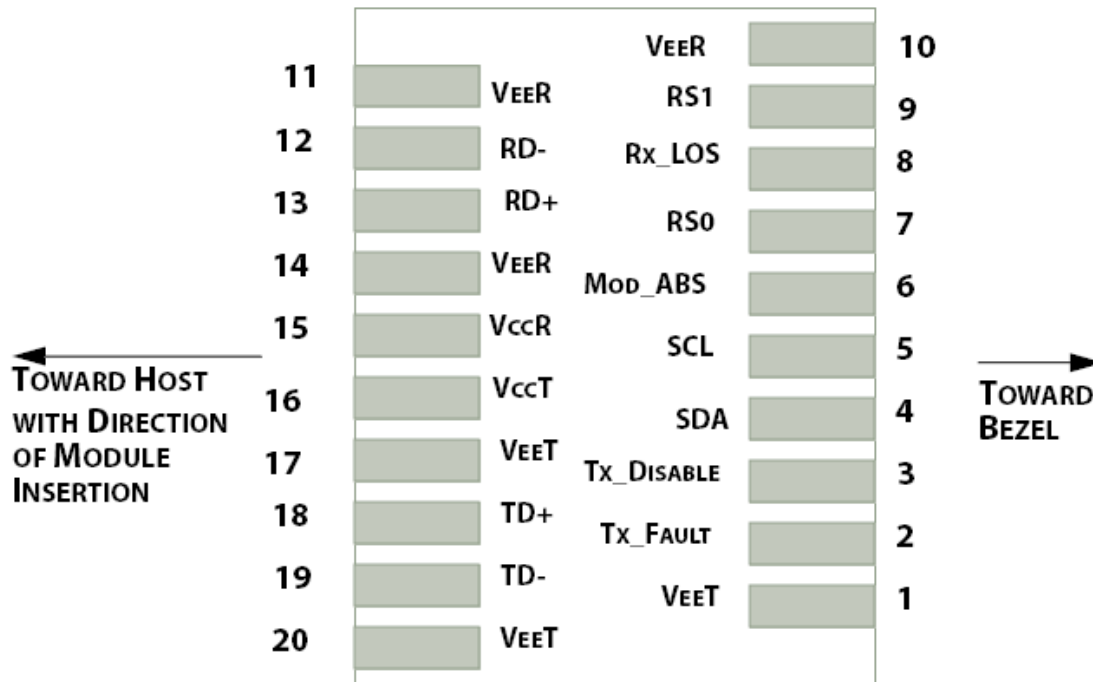 11 VEER
12 RD-
13 RD+
14 VEER
15 VCCR
16 VCCT
17 VEET
18 TD+
19 TD-
20 VEET
VEER 10
RS1 9
RX_LOS 8
RS0 7
MOD_ABS 6
SCL 5
SDA 4
TX_DISABLE 3
TX_FAULT 2
VEET 1
TOWARD HOST
WITH DIRECTION
OF MODULE
INSERTION
TOWARD
BEZEL